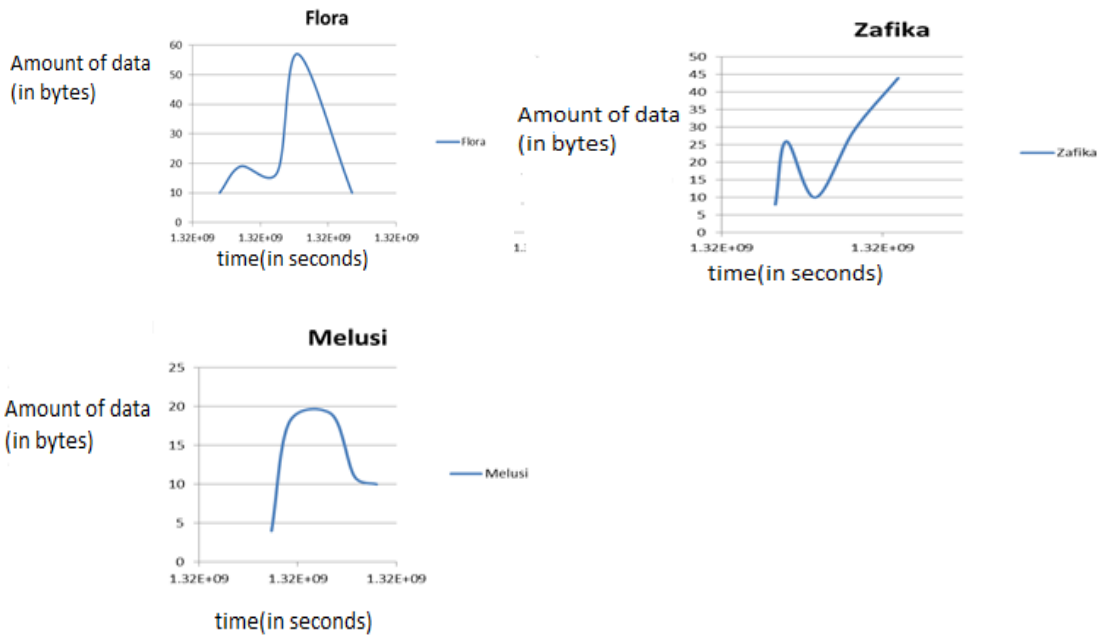 Flora
Amount of data
(in bytes)
60
50
40
30
20
10
0
1.32E+09 1.32E+09 1.32E+09 1.32E+09
time(in seconds)
Flora
Zafika
Amount of data
(in bytes)
50
45
40
35
30
25
20
15
10
5
0
1.32E+09 1.32E+09
time(in seconds)
Zafika
Melusi
Amount of data
(in bytes)
25
20
15
10
5
0
1.32E+09 1.32E+09 1.32E+09
time(in seconds)
Melusi